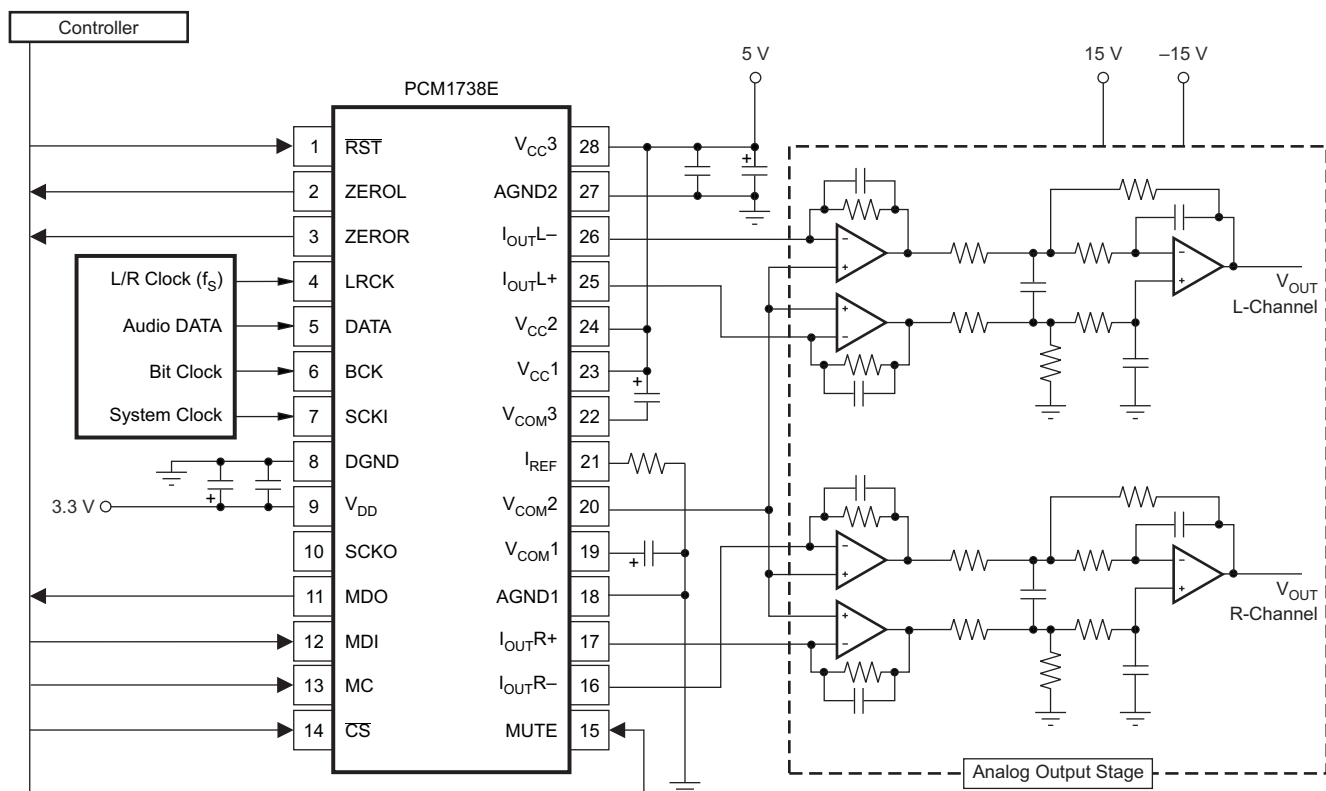 Controller
5 V
15 V
–15 V
PCM1738E
1 RST VCC3 28
2 ZEROL AGND2 27
3 ZEROR IOUTL– 26
L/R Clock (fS) 4 LRCK IOUTL+ 25
Audio DATA 5 DATA VCC2 24
Bit Clock 6 BCK VCC1 23
System Clock 7 SCKI VCOM3 22
8 DGND IREF 21
3.3 V 9 VDD VCOM2 20
10 SCKO VCOM1 19
11 MDO AGND1 18
12 MDI IOUTR+ 17
13 MC IOUTR– 16
14 CS MUTE 15
VOUT
L-Channel
VOUT
R-Channel
Analog Output Stage